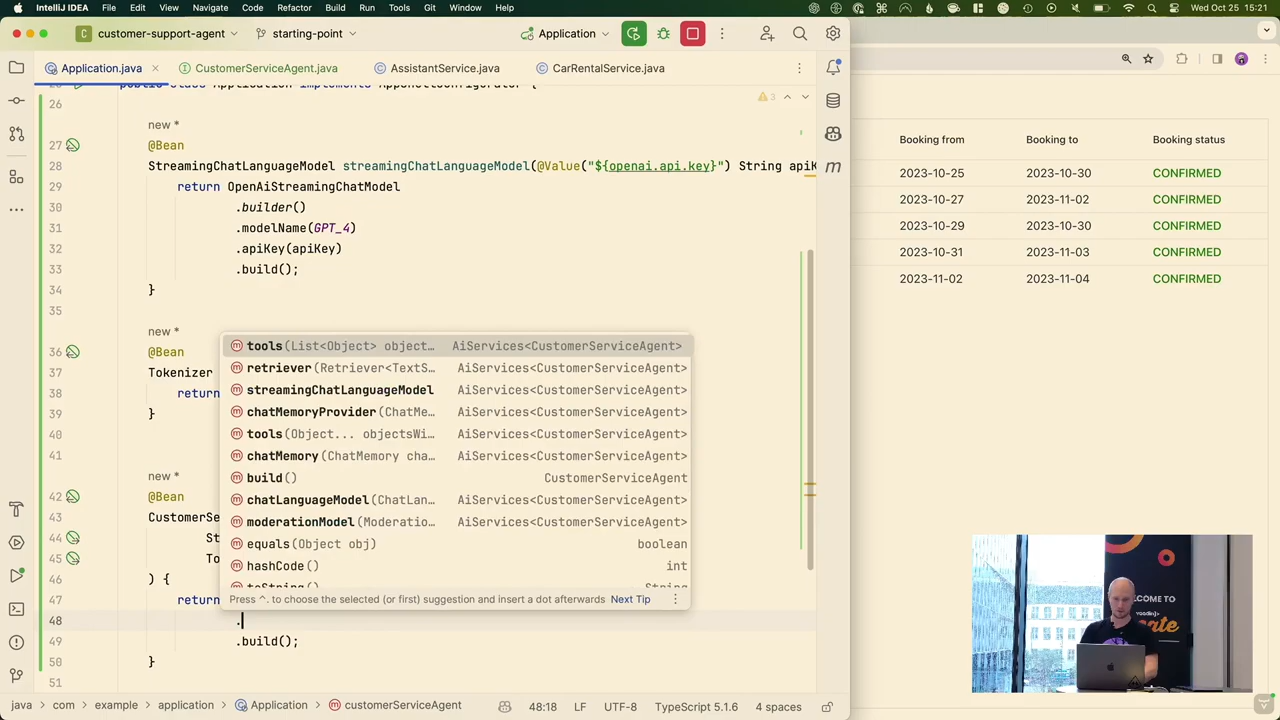 IntelliJ IDEA File Edit View Navigate Code Refactor Build Run Tools Git Window Help Wed Oct 25 15:21
customer-support-agent starting-point Application
C
Application.java CustomerServiceAgent.java AssistantService.java CarRentalService.java
26
3
new *
27 @Bean
28 StreamingChatLanguageModel streamingChatLanguageModel(@Value("${openai.api.key}") String apiK
29 return OpenAiStreamingChatModel
30 .builder()
31 .modelName(GPT_4)
32 .apiKey(apiKey)
33 .build();
34 }
35
new *
36 @Bean
37 Tokenizer
38 return
39 }
40
41
new *
42 @Bean
43 CustomerSe
44 St
45 To
46 ) {
47 return
48 .
49 .build();
50 }
51
tools(List<Object> object… AiServices<CustomerServiceAgent>
retriever(Retriever<TextS… AiServices<CustomerServiceAgent>
streamingChatLanguageModel AiServices<CustomerServiceAgent>
chatMemoryProvider(ChatMe… AiServices<CustomerServiceAgent>
tools(Object... objectsWi… AiServices<CustomerServiceAgent>
chatMemory(ChatMemory cha… AiServices<CustomerServiceAgent>
build() CustomerServiceAgent
chatLanguageModel(ChatLan… AiServices<CustomerServiceAgent>
moderationModel(Moderatio… AiServices<CustomerServiceAgent>
equals(Object obj) boolean
hashCode() int
Press ^. to choose the selected (or first) suggestion and insert a dot afterwards Next Tip
java > com > example > application > Application > customerServiceAgent
48:18 LF UTF-8 TypeScript 5.1.6 4 spaces
Booking from Booking to Booking status
2023-10-25 2023-10-30 CONFIRMED
2023-10-27 2023-11-02 CONFIRMED
2023-10-29 2023-10-30 CONFIRMED
2023-10-31 2023-11-03 CONFIRMED
2023-11-02 2023-11-04 CONFIRMED